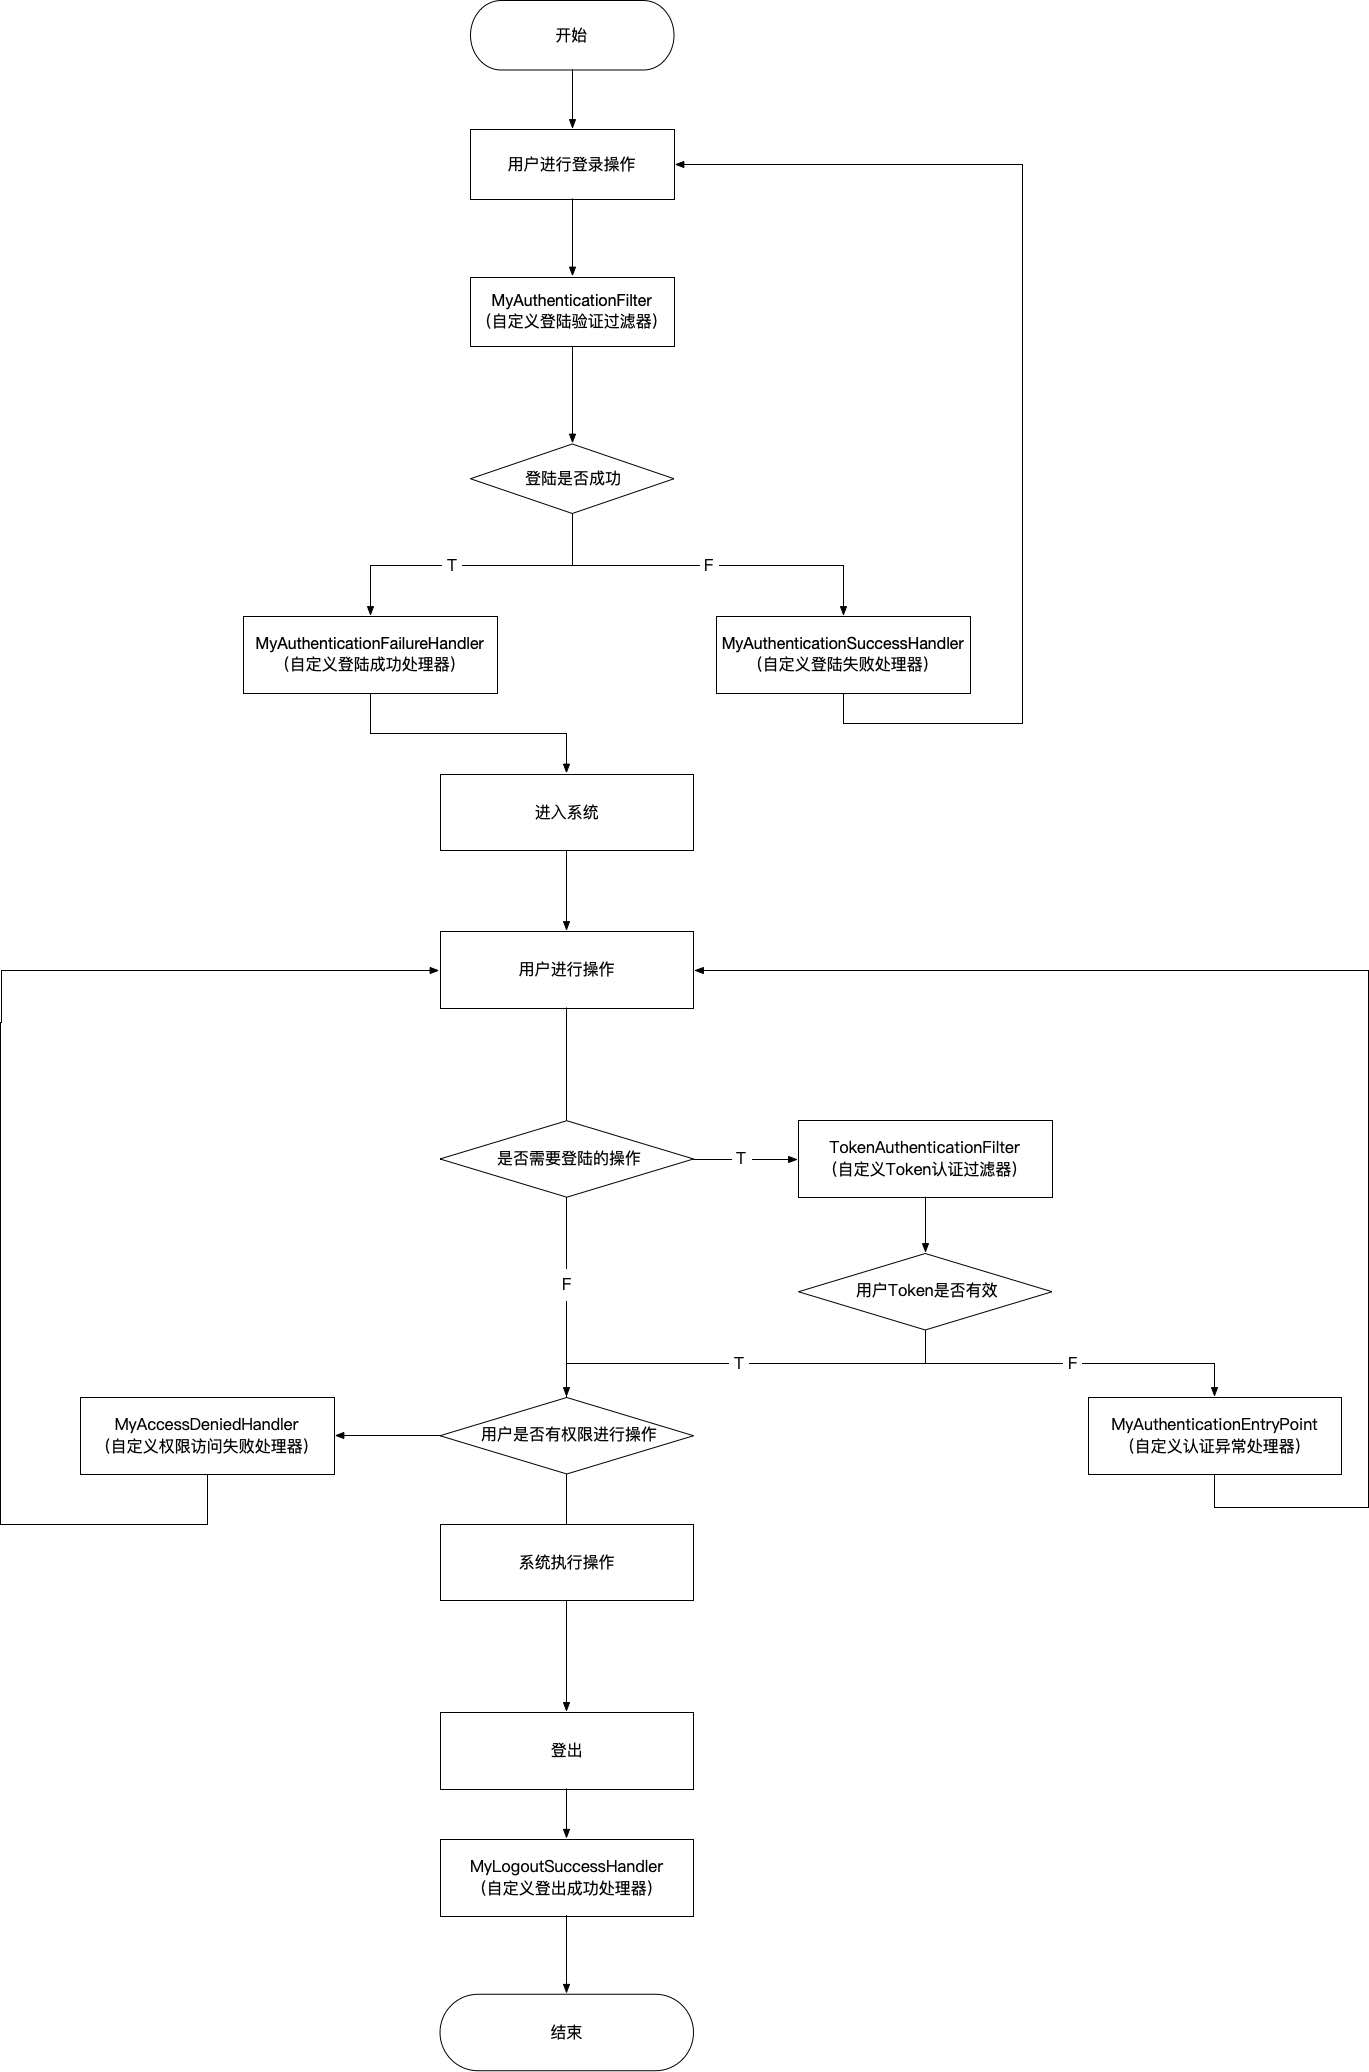 开始
用户进行登录操作
MyAuthenticationFilter
（自定义登陆验证过滤器）
登陆是否成功
T
F
MyAuthenticationFailureHandler
（自定义登陆成功处理器）
MyAuthenticationSuccessHandler
（自定义登陆失败处理器）
进入系统
用户进行操作
是否需要登陆的操作
T
TokenAuthenticationFilter
（自定义Token认证过滤器）
F
用户Token是否有效
T
F
MyAccessDeniedHandler
（自定义权限访问失败处理器）
用户是否有权限进行操作
MyAuthenticationEntryPoint
（自定义认证异常处理器）
系统执行操作
登出
MyLogoutSuccessHandler
（自定义登出成功处理器）
结束